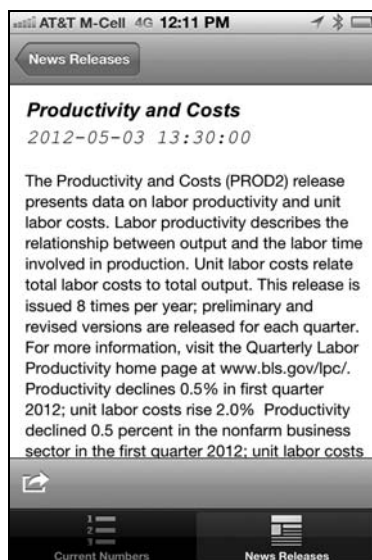 AT&T M-Cell 4G 12:11 PM
News Releases
Productivity and Costs
2012-05-03 13:30:00
The Productivity and Costs (PROD2) release
presents data on labor productivity and unit
labor costs. Labor productivity describes the
relationship between output and the labor time
involved in production. Unit labor costs relate
total labor costs to total output. This release is
issued 8 times per year; preliminary and
revised versions are released for each quarter.
For more information, visit the Quarterly Labor
Productivity home page at www.bls.gov/lpc/.
Productivity declines 0.5% in first quarter
2012; unit labor costs rise 2.0%  Productivity
declined 0.5 percent in the nonfarm business
sector in the first quarter 2012; unit labor costs
1
2
3
Current Numbers
News Releases